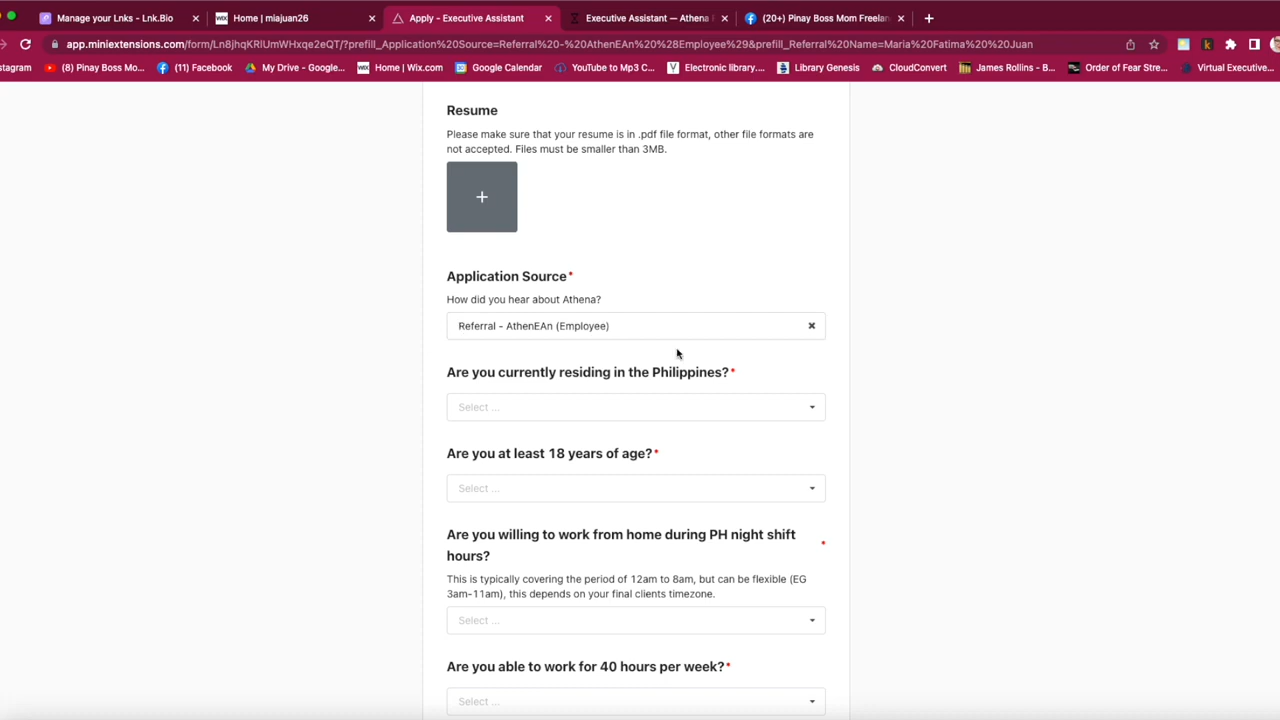 Manage your Lnks - Lnk.Bio
Home | miajuan26
Apply - Executive Assistant
Executive Assistant — Athena
(20+) Pinay Boss Mom Freelan
app.miniextensions.com/form/Ln8jhqKRlUmWHxqe2eQT/?prefill_Application%20Source=Referral%20-%20AthenEAn%20%28Employee%29&prefill_Referral%20Name=Maria%20Fatima%20%20Juan
stagram
(8) Pinay Boss Mo...
(11) Facebook
My Drive - Google...
Home | Wix.com
Google Calendar
YouTube to Mp3 C...
Electronic library....
Library Genesis
CloudConvert
James Rollins - B...
Order of Fear Stre...
Virtual Executive...
Resume
Please make sure that your resume is in .pdf file format, other file formats are
not accepted. Files must be smaller than 3MB.
Application Source*
How did you hear about Athena?
Referral - AthenEAn (Employee)
Are you currently residing in the Philippines?*
Select ...
Are you at least 18 years of age?*
Select ...
Are you willing to work from home during PH night shift
hours? *
This is typically covering the period of 12am to 8am, but can be flexible (EG
3am-11am), this depends on your final clients timezone.
Select ...
Are you able to work for 40 hours per week?*
Select ...